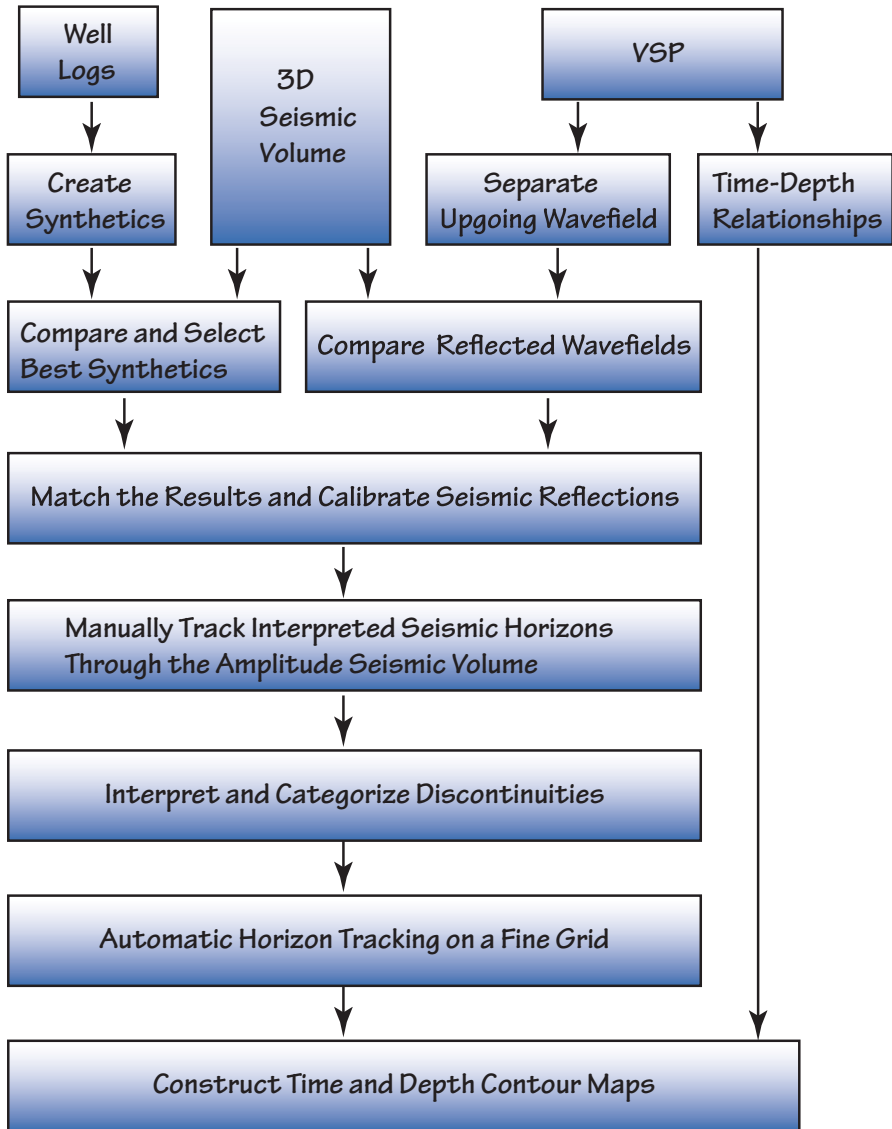 Well
Logs
3D
Seismic
Volume
VSP
Create
Synthetics
Separate
Upgoing Wavefield
Time-Depth
Relationships
Compare and Select
Best Synthetics
Compare Reflected Wavefields
Match the Results and Calibrate Seismic Reflections
Manually Track Interpreted Seismic Horizons
Through the Amplitude Seismic Volume
Interpret and Categorize Discontinuities
Automatic Horizon Tracking on a Fine Grid
Construct Time and Depth Contour Maps